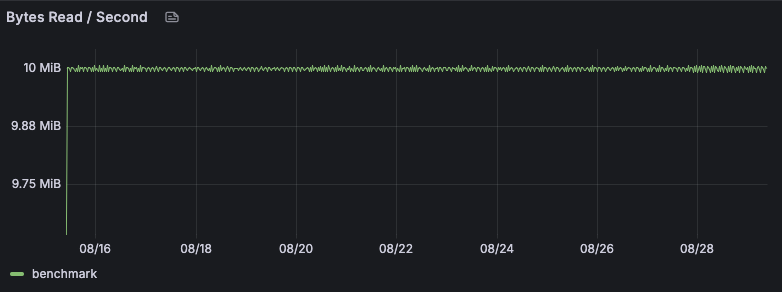 Bytes Read / Second
10 MiB
9.88 MiB
9.75 MiB
08/16 08/18 08/20 08/22 08/24 08/26 08/28
benchmark